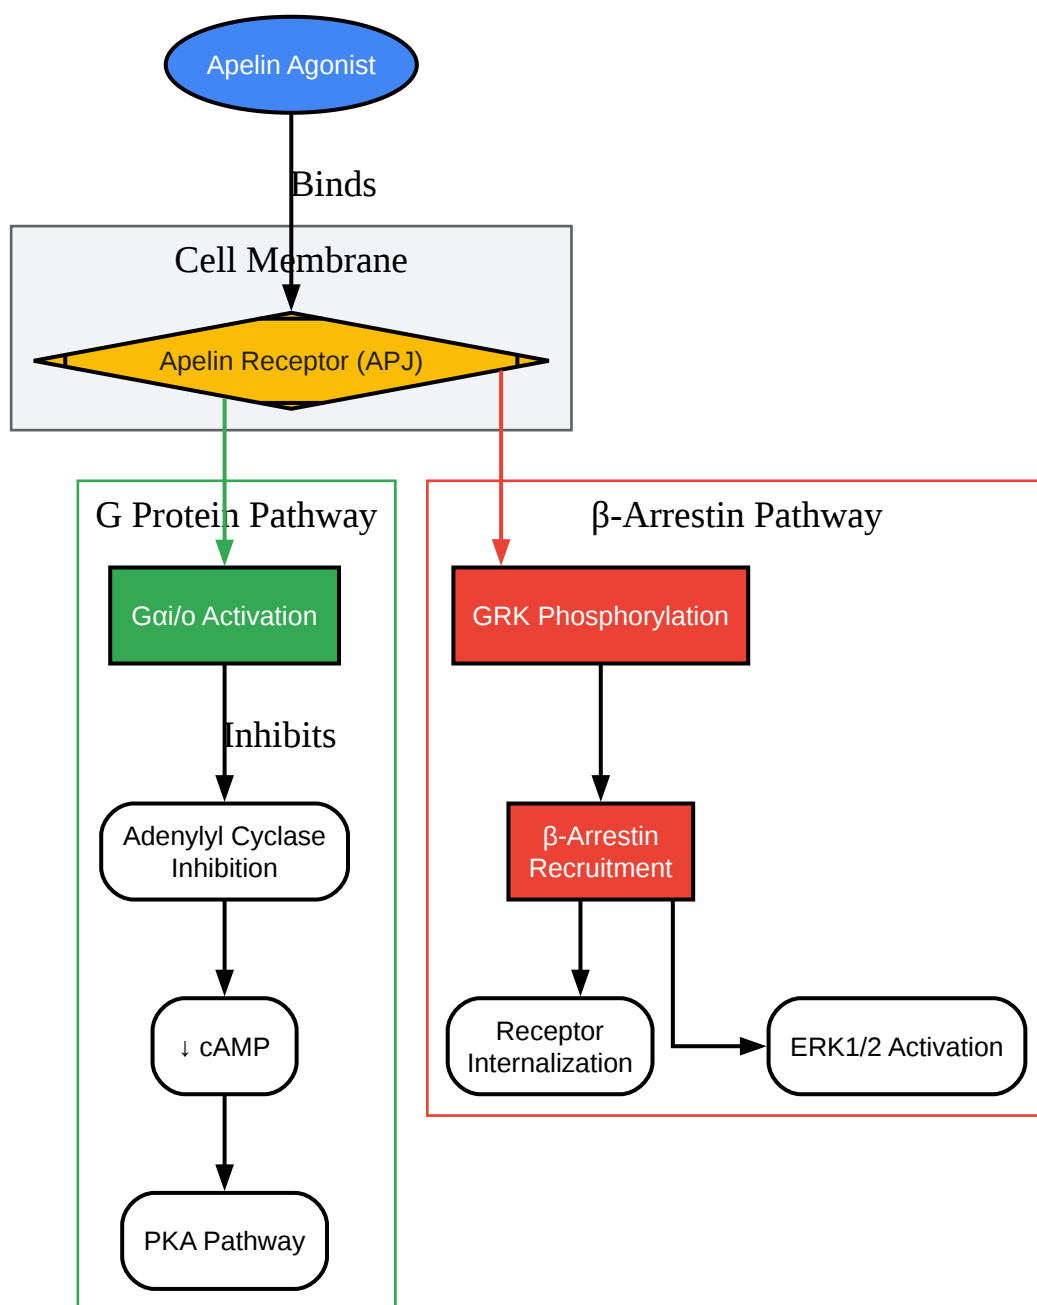 Apelin Agonist
Binds
Cell Membrane
Apelin Receptor (APJ)
G Protein Pathway
Gαi/o Activation
Inhibits
Adenylyl Cyclase
Inhibition
↓ cAMP
PKA Pathway
β-Arrestin Pathway
GRK Phosphorylation
β-Arrestin
Recruitment
Receptor
Internalization
ERK1/2 Activation